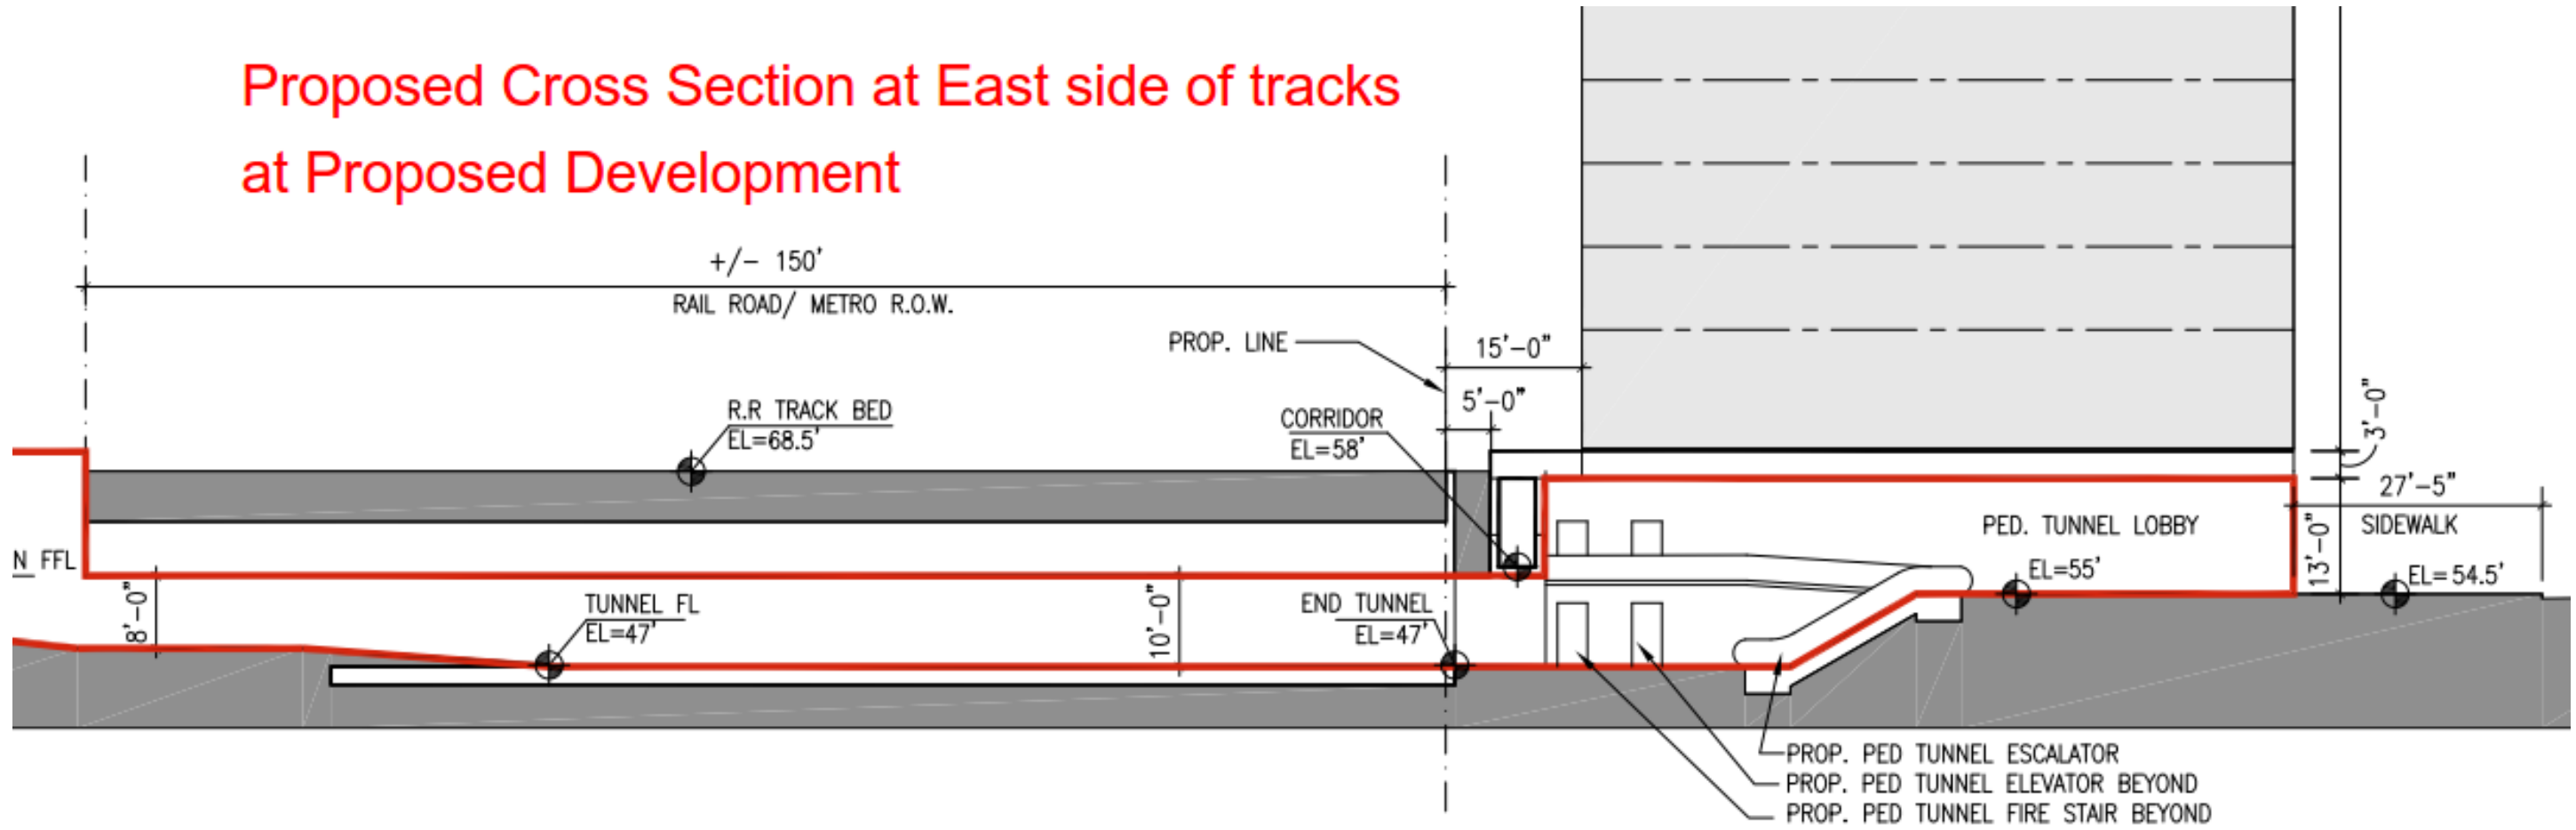 Proposed Cross Section at East side of tracks
at Proposed Development
+/- 150'
RAIL ROAD/ METRO R.O.W.
PROP. LINE
15'-0"
5'-0"
R.R TRACK BED
EL=68.5'
CORRIDOR
EL=58'
3'-0"
27'-5"
SIDEWALK
PED. TUNNEL LOBBY
13'-0"
N FFL
EL=55'
EL=54.5'
8'-0"
TUNNEL FL
EL=47'
10'-0"
END TUNNEL
EL=47'
PROP. PED TUNNEL ESCALATOR
PROP. PED TUNNEL ELEVATOR BEYOND
PROP. PED TUNNEL FIRE STAIR BEYOND